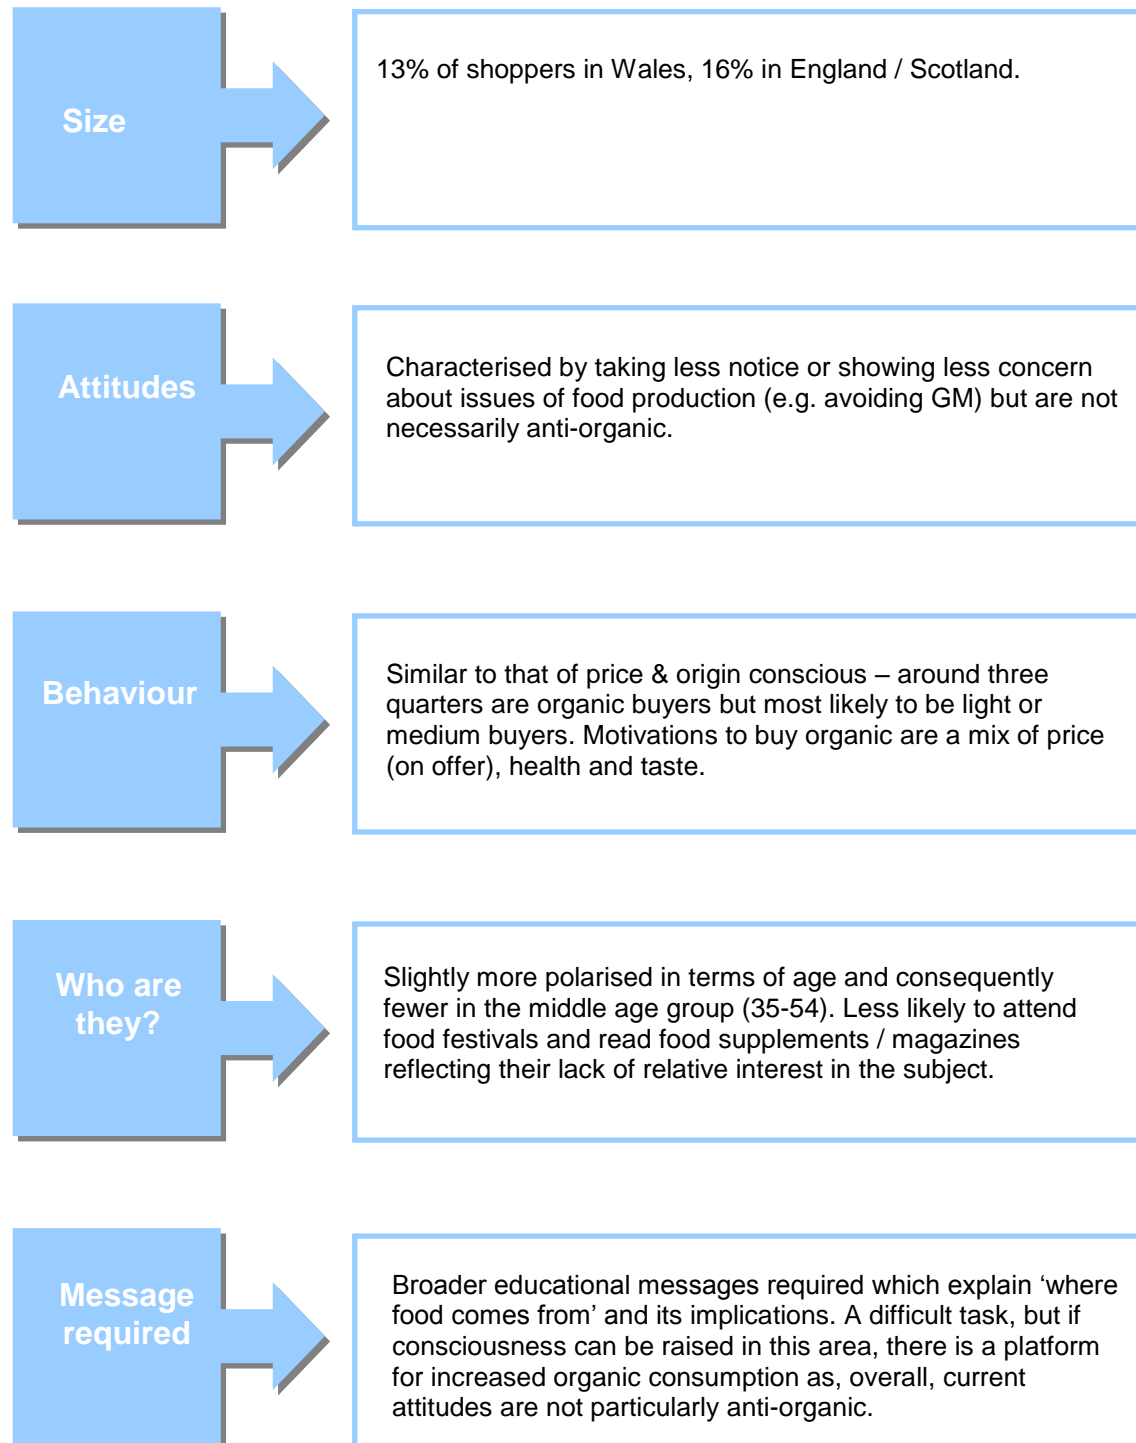 Size
13% of shoppers in Wales, 16% in England / Scotland.
Attitudes
Characterised by taking less notice or showing less concern
about issues of food production (e.g. avoiding GM) but are not
necessarily anti-organic.
Behaviour
Similar to that of price & origin conscious – around three
quarters are organic buyers but most likely to be light or
medium buyers. Motivations to buy organic are a mix of price
(on offer), health and taste.
Who are
they?
Slightly more polarised in terms of age and consequently
fewer in the middle age group (35-54). Less likely to attend
food festivals and read food supplements / magazines
reflecting their lack of relative interest in the subject.
Message
required
Broader educational messages required which explain ‘where
food comes from’ and its implications. A difficult task, but if
consciousness can be raised in this area, there is a platform
for increased organic consumption as, overall, current
attitudes are not particularly anti-organic.